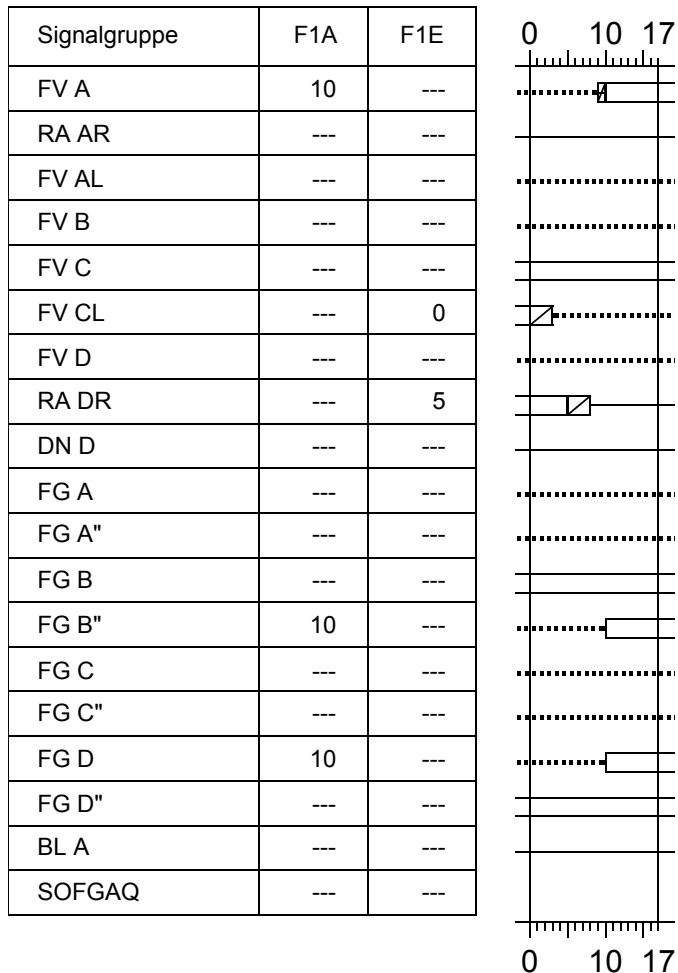 Signalgruppe F1A F1E 0 10 17
FV A 10 ---
RA AR --- ---
FV AL --- ---
FV B --- ---
FV C --- ---
FV CL --- 0
FV D --- ---
RA DR --- 5
DN D --- ---
FG A --- ---
FG A" --- ---
FG B --- ---
FG B" 10 ---
FG C --- ---
FG C" --- ---
FG D 10 ---
FG D" --- ---
BL A --- ---
SOFGAQ --- ---
0 10 17